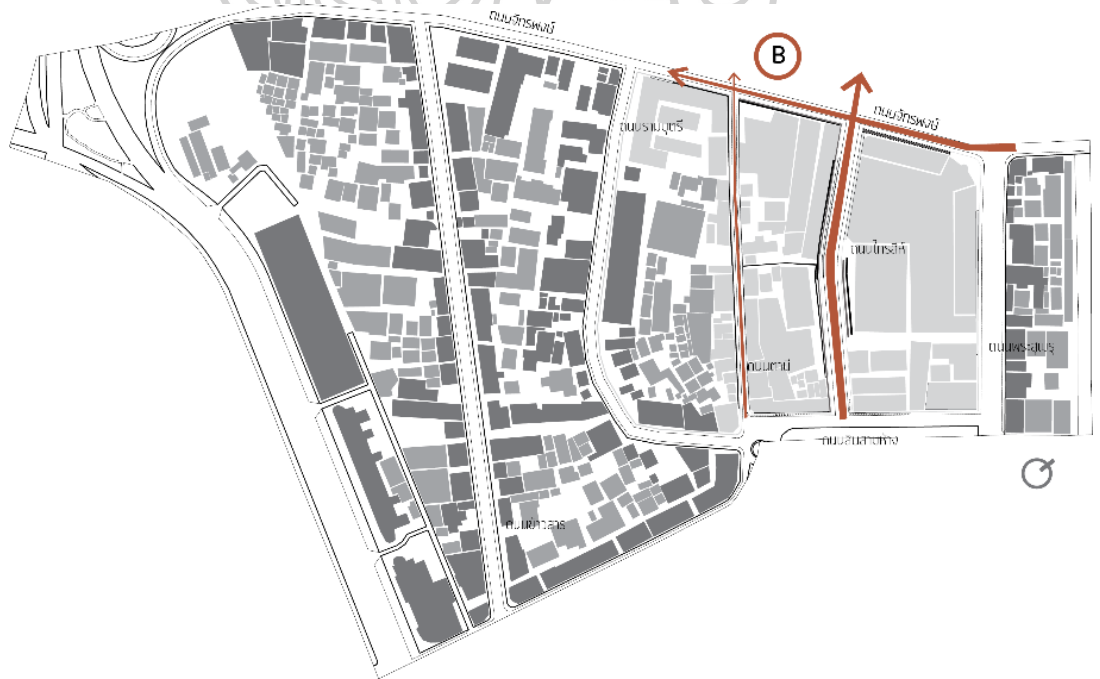 ถนนจักรพงษ์
B
ถนนจักรพงษ์
ถนนรามบุตรี
ถนนไกรสีห์
ถนนพระสุเมรุ
ถนนตานี
ถนนสิบสามห้าง
ถนนข้าวสาร